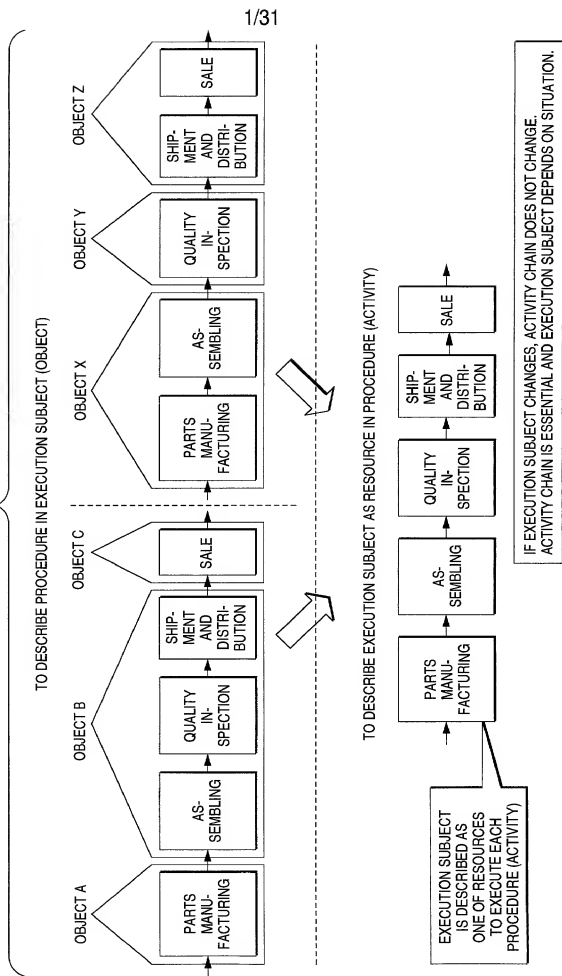 1/31
TO DESCRIBE PROCEDURE IN EXECUTION SUBJECT (OBJECT)
OBJECT A
PARTS
MANU-
FACTURING
OBJECT B
AS-
SEMBLING
QUALITY
IN-
SPECTION
SHIP-
MENT
AND
DISTRI-
BUTION
OBJECT C
SALE
OBJECT X
PARTS
MANU-
FACTURING
AS-
SEMBLING
OBJECT Y
QUALITY
IN-
SPECTION
OBJECT Z
SHIP-
MENT
AND
DISTRI-
BUTION
SALE
TO DESCRIBE EXECUTION SUBJECT AS RESOURCE IN PROCEDURE (ACTIVITY)
PARTS
MANU-
FACTURING
AS-
SEMBLING
QUALITY
IN-
SPECTION
SHIP-
MENT
AND
DISTRI-
BUTION
SALE
EXECUTION SUBJECT
IS DESCRIBED AS
ONE OF RESOURCES
TO EXECUTE EACH
PROCEDURE (ACTIVITY)
IF EXECUTION SUBJECT CHANGES, ACTIVITY CHAIN DOES NOT CHANGE.
ACTIVITY CHAIN IS ESSENTIAL AND EXECUTION SUBJECT DEPENDS ON SITUATION.